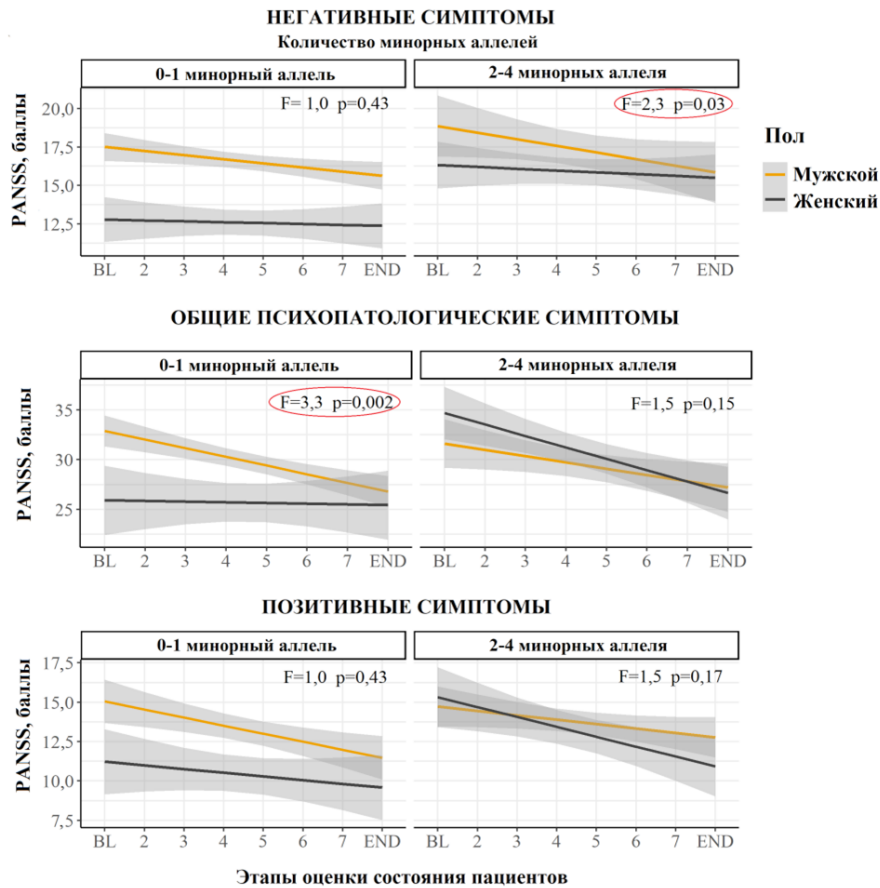 НЕГАТИВНЫЕ СИМПТОМЫ
Количество минорных аллелей
0-1 минорный аллель
2-4 минорных аллеля
F= 1,0 p=0,43
F=2,3 p=0,03
PANSS, баллы
20,0
17,5
15,0
12,5
BL 2 3 4 5 6 7 END
BL 2 3 4 5 6 7 END
Пол
Мужской
Женский
ОБЩИЕ ПСИХОПАТОЛОГИЧЕСКИЕ СИМПТОМЫ
0-1 минорный аллель
2-4 минорных аллеля
F=3,3 p=0,002
F=1,5 p=0,15
PANSS, баллы
35
30
25
BL 2 3 4 5 6 7 END
BL 2 3 4 5 6 7 END
ПОЗИТИВНЫЕ СИМПТОМЫ
0-1 минорный аллель
2-4 минорных аллеля
F=1,0 p=0,43
F=1,5 p=0,17
PANSS, баллы
17,5
15,0
12,5
10,0
7,5
BL 2 3 4 5 6 7 END
BL 2 3 4 5 6 7 END
Этапы оценки состояния пациентов